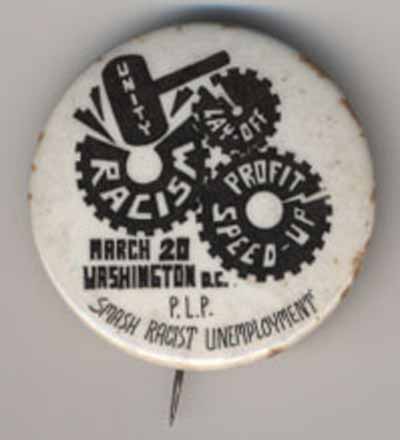 UNITY
RACISM
LAY-OFF
PROFIT
SPEED-UP
MARCH 20
WASHINGTON D.C.
P.L.P.
SMASH RACIST UNEMPLOYMENT